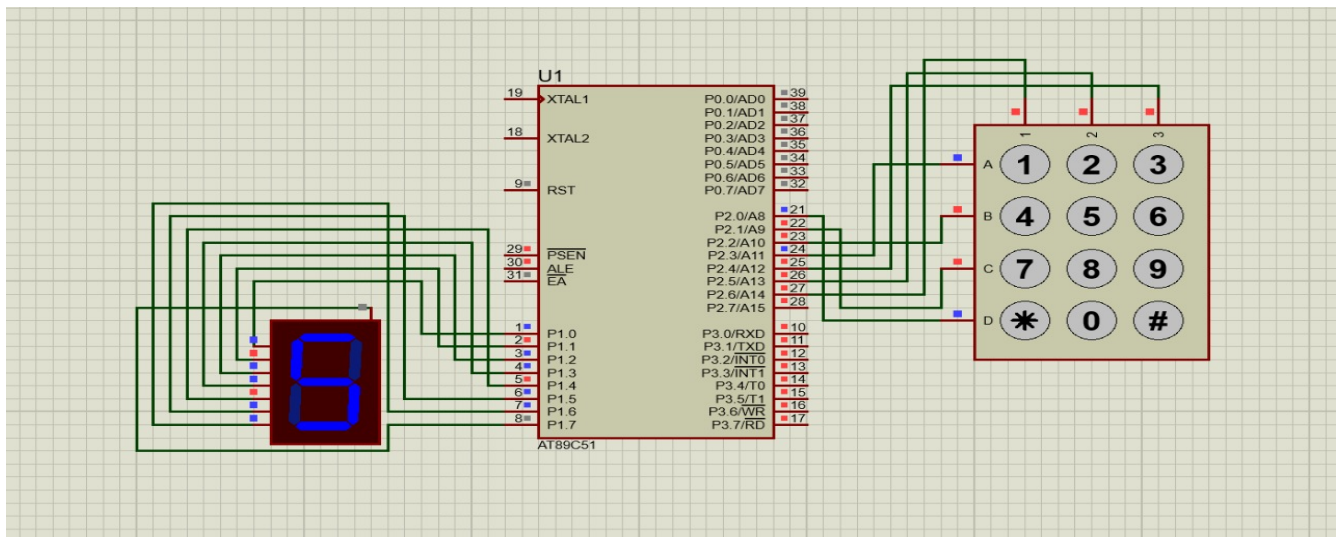 U1
19 XTAL1
18 XTAL2
9 RST
29 PSEN
30 ALE
31 EA
1 P1.0
2 P1.1
3 P1.2
4 P1.3
5 P1.4
6 P1.5
7 P1.6
8 P1.7
P0.0/AD0 39
P0.1/AD1 38
P0.2/AD2 37
P0.3/AD3 36
P0.4/AD4 35
P0.5/AD5 34
P0.6/AD6 33
P0.7/AD7 32
P2.0/A8 21
P2.1/A9 22
P2.2/A10 23
P2.3/A11 24
P2.4/A12 25
P2.5/A13 26
P2.6/A14 27
P2.7/A15 28
P3.0/RXD 10
P3.1/TXD 11
P3.2/INT0 12
P3.3/INT1 13
P3.4/T0 14
P3.5/T1 15
P3.6/WR 16
P3.7/RD 17
AT89C51
5
1 2 3
A 1 2 3
B 4 5 6
C 7 8 9
D * 0 #